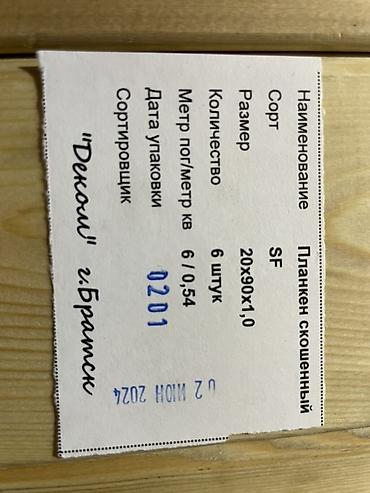 Наименование Планкен скошенный
Сорт SF
Размер 20х90х1,0
Количество 6 штук
Метр пог/метр кв 6 / 0,54
Дата упаковки 0201
Сортировщик
02 ИЮН 2024
"Деком" г.Братск